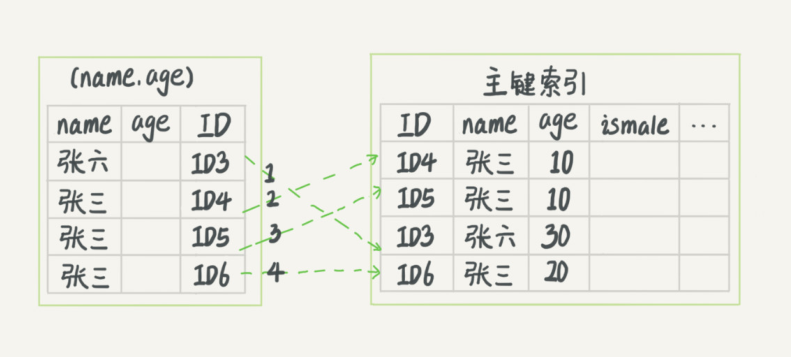 (name.age)
name age ID
张六 ID3
张三 ID4
张三 ID5
张三 ID6
1
2
3
4
主键索引
ID name age ismale ...
ID4 张三 10
ID5 张三 10
ID3 张六 30
ID6 张三 20